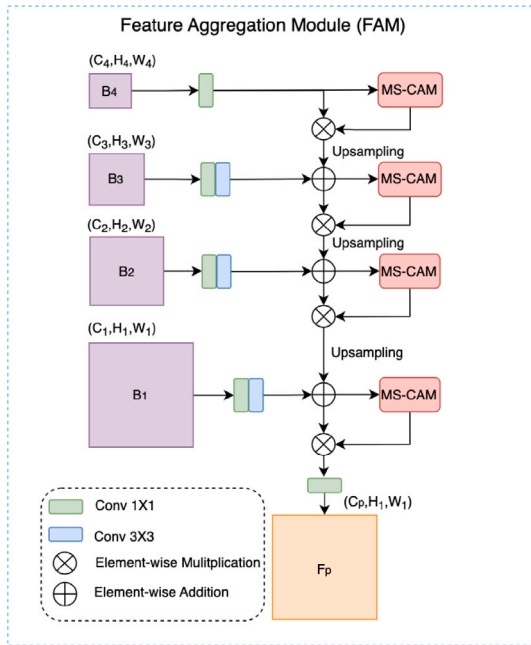 Feature Aggregation Module (FAM)
(C4,H4,W4)
B4
MS-CAM
Upsampling
(C3,H3,W3)
B3
MS-CAM
Upsampling
(C2,H2,W2)
B2
MS-CAM
Upsampling
(C1,H1,W1)
B1
MS-CAM
(Cp,H1,W1)
Fp
Conv 1X1
Conv 3X3
Element-wise Mulitplication
Element-wise Addition